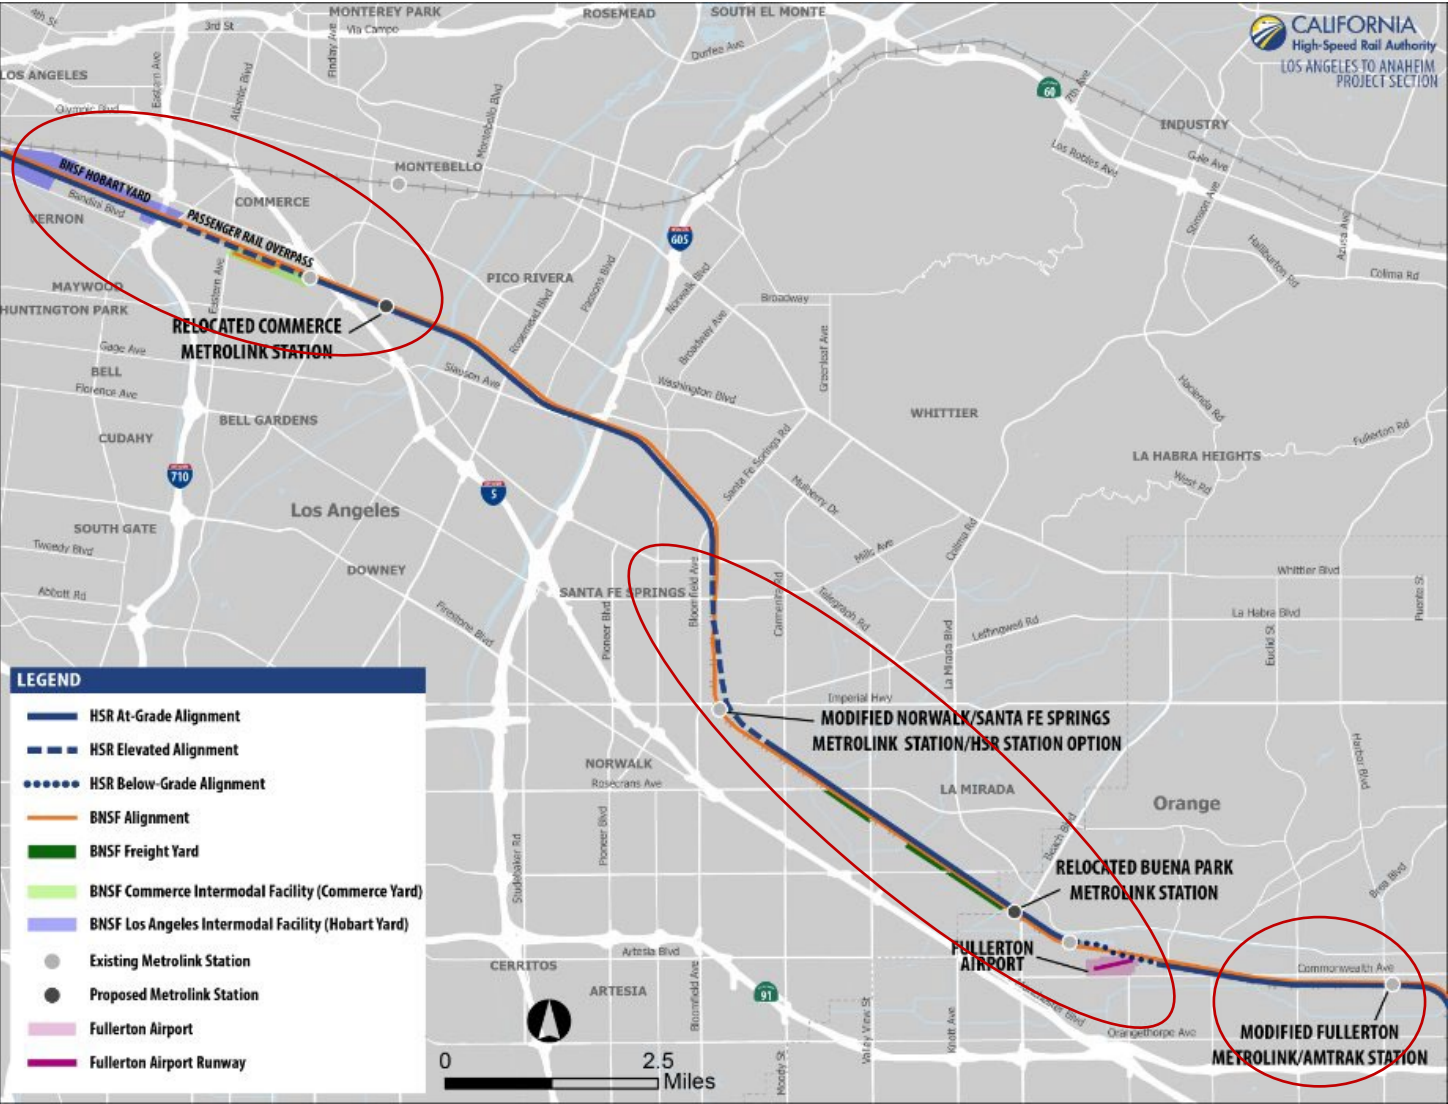 4th St
3rd St
MONTEREY PARK
Via Campo
ROSEMEAD
SOUTH EL MONTE
Durfee Ave
CALIFORNIA
High-Speed Rail Authority
LOS ANGELES TO ANAHEIM
PROJECT SECTION
LOS ANGELES
Eastern Ave
Atlantic Blvd
Findlay Ave
Montebello Blvd
60
7th Ave
Olympic Blvd
INDUSTRY
Los Robles Ave
Gale Ave
BNSF HOBART YARD
Bandini Blvd
MONTEBELLO
COMMERCE
VERNON
PASSENGER RAIL OVERPASS
INTERSTATE
605
Stimson Ave
Azusa Ave
Halliburton Rd
Colima Rd
MAYWOOD
HUNTINGTON PARK
Eastern Ave
PICO RIVERA
Rosemead Blvd
Passons Blvd
Norwalk Blvd
Broadway
Broadway Ave
Greenleaf Ave
RELOCATED COMMERCE
METROLINK STATION
Gage Ave
BELL
Florence Ave
Slauson Ave
Washington Blvd
BELL GARDENS
CUDAHY
WHITTIER
Hacienda Rd
Fullerton Rd
LA HABRA HEIGHTS
West Rd
710
5
Los Angeles
Santa Fe Springs Rd
Mulberry Dr
SOUTH GATE
Tweedy Blvd
Mills Ave
Colima Rd
DOWNEY
Abbott Rd
Firestone Blvd
SANTA FE SPRINGS
Pioneer Blvd
Bloomfield Ave
Carmenita Rd
Telegraph Rd
La Mirada Blvd
Leffingwell Rd
Whittier Blvd
La Habra Blvd
Euclid St
Puente St
Imperial Hwy
MODIFIED NORWALK/SANTA FE SPRINGS
METROLINK STATION/HSR STATION OPTION
NORWALK
Rosecrans Ave
LA MIRADA
Orange
Harbor Blvd
Pioneer Blvd
Studebaker Rd
Beach Blvd
RELOCATED BUENA PARK
METROLINK STATION
Brea Blvd
FULLERTON
AIRPORT
CERRITOS
Artesia Blvd
ARTESIA
Bloomfield Ave
91
Moody St
Valley View St
Knott Ave
Manchester Blvd
Orangethorpe Ave
Commonwealth Ave
MODIFIED FULLERTON
METROLINK/AMTRAK STATION
LEGEND
HSR At-Grade Alignment
HSR Elevated Alignment
HSR Below-Grade Alignment
BNSF Alignment
BNSF Freight Yard
BNSF Commerce Intermodal Facility (Commerce Yard)
BNSF Los Angeles Intermodal Facility (Hobart Yard)
Existing Metrolink Station
Proposed Metrolink Station
Fullerton Airport
Fullerton Airport Runway
0 2.5
Miles